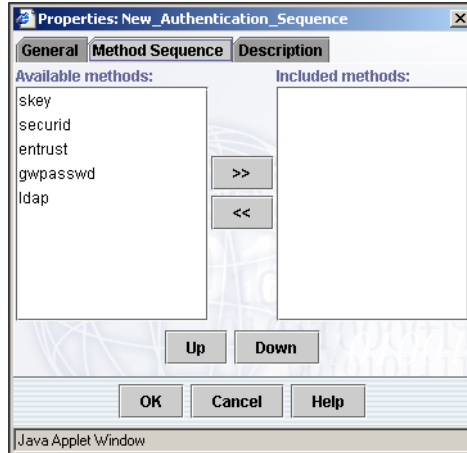 Properties: New_Authentication_Sequence
General Method Sequence Description
Available methods: Included methods:
skey
securid
entrust
gwpasswd
ldap
>>
<<
Up Down
OK Cancel Help
Java Applet Window